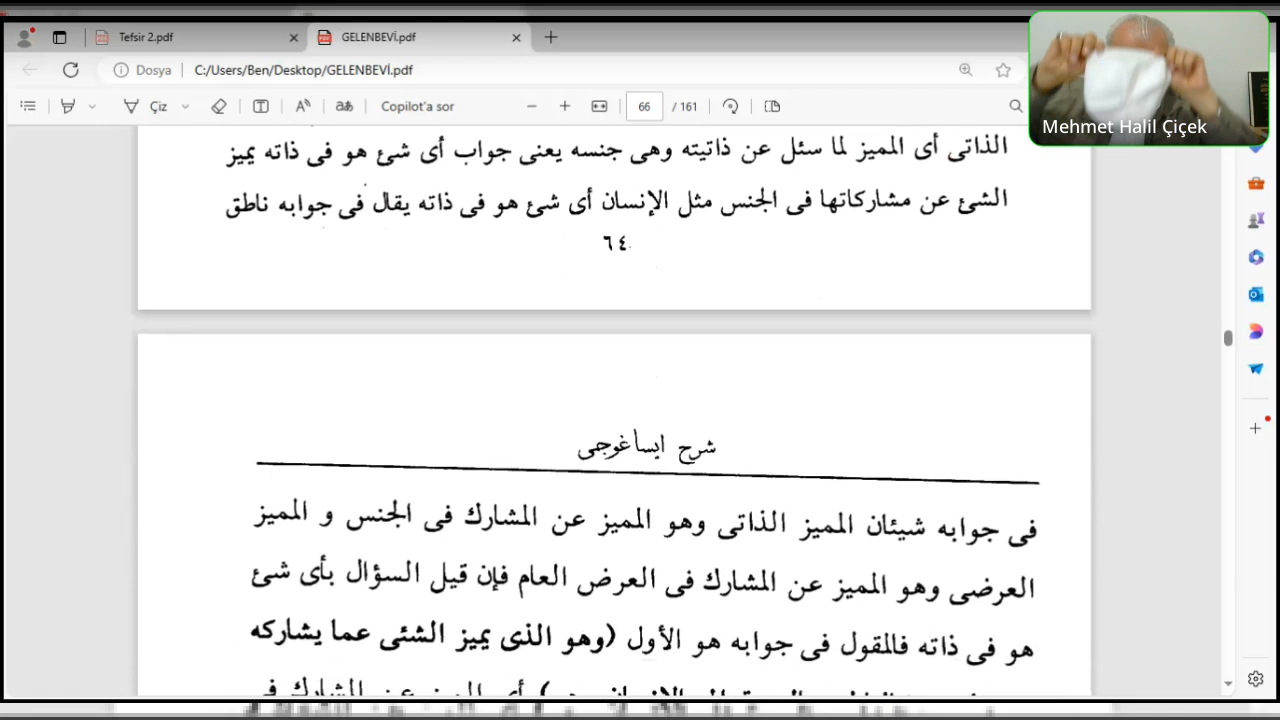 Tefsir 2.pdf
GELENBEVİ.pdf
Dosya
C:/Users/Ben/Desktop/GELENBEVİ.pdf
Çiz
Copilot'a sor
66 / 161
Mehmet Halil Çiçek
الذاتى أى المميز لما سئل عن ذاتيته وهى جنسه يعنى جواب أى شئ هو فى ذاته يميز
الشئ عن مشاركاتها فى الجنس مثل الإنسان أى شئ هو فى ذاته يقال فى جوابه ناطق
٦٤
شرح ايساغوجى
فى جوابه شيئان المميز الذاتى وهو المميز عن المشارك فى الجنس و المميز
العرضى وهو المميز عن المشارك فى العرض العام فإن قيل السؤال بأى شئ
هو فى ذاته فالمقول فى جوابه هو الأول (وهو الذى يميز الشئى عما يشاركه